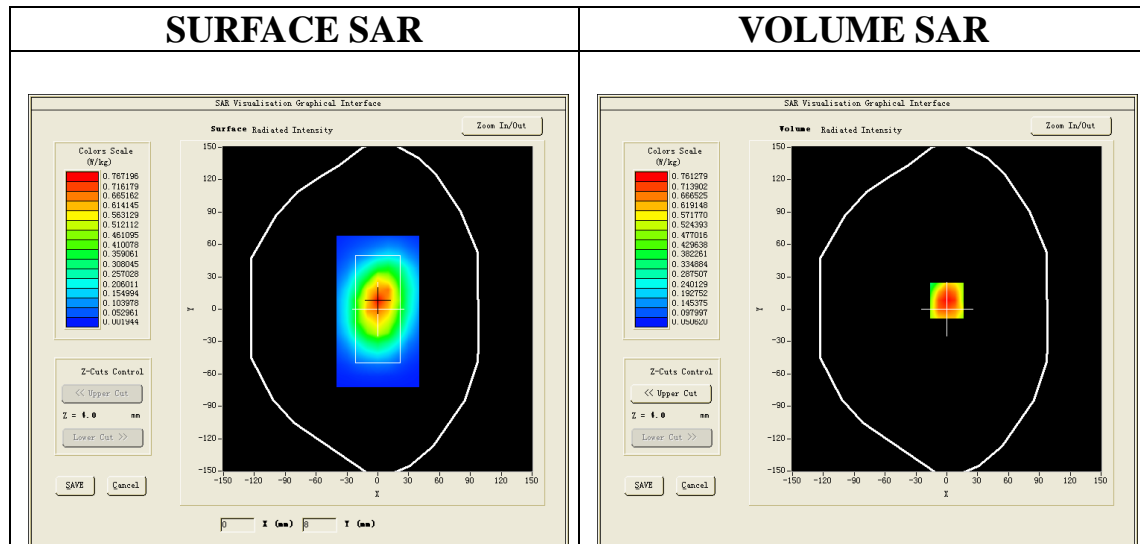 SURFACE SAR
VOLUME SAR
SAR Visualisation Graphical Interface
Surface Radiated Intensity
Zoom In/Out
Colors Scale
(W/kg)
0.767196
0.716179
0.665162
0.614145
0.563129
0.512112
0.461095
0.410078
0.359061
0.308045
0.257028
0.206011
0.154994
0.103978
0.052961
0.001944
Z-Cuts Control
<< Upper Cut
Z = 4.0 mm
Lower Cut >>
SAVE
Cancel
150
120
90
60
30
0
-30
-60
-90
-120
-150
Y
-150 -120 -90 -60 -30 0 30 60 90 120 150
X
0 X (mm) 8 Y (mm)
SAR Visualisation Graphical Interface
Volume Radiated Intensity
Zoom In/Out
Colors Scale
(W/kg)
0.761279
0.713902
0.666525
0.619148
0.571770
0.524393
0.477016
0.429638
0.382261
0.334884
0.287507
0.240129
0.192752
0.145375
0.097997
0.050620
Z-Cuts Control
<< Upper Cut
Z = 4.0 mm
Lower Cut >>
SAVE
Cancel
150
120
90
60
30
0
-30
-60
-90
-120
-150
Y
-150 -120 -90 -60 -30 0 30 60 90 120 150
X